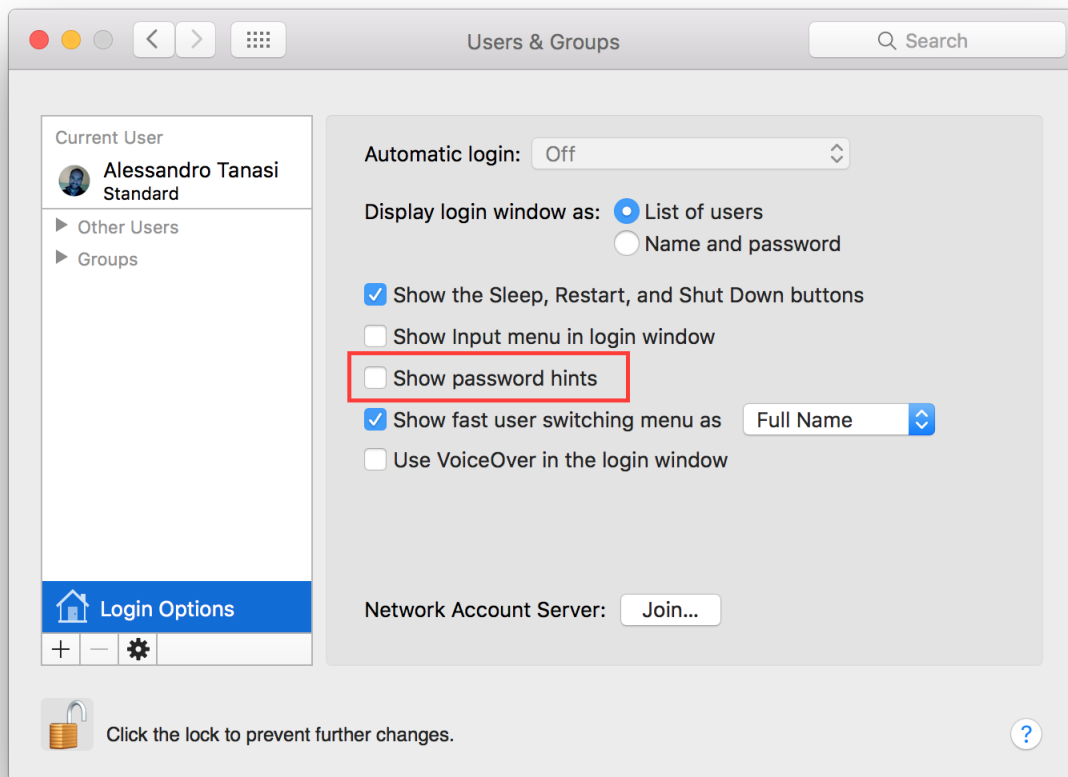 Users & Groups
Search
Current User
Alessandro Tanasi
Standard
Other Users
Groups
Login Options
Automatic login: Off
Display login window as: List of users
Name and password
Show the Sleep, Restart, and Shut Down buttons
Show Input menu in login window
Show password hints
Show fast user switching menu as Full Name
Use VoiceOver in the login window
Network Account Server: Join...
Click the lock to prevent further changes.
?